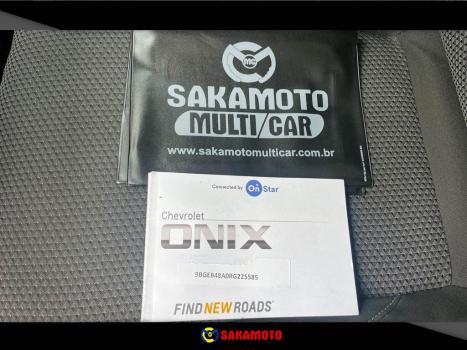 MC
SAKAMOTO
MULTI/CAR
www.sakamotomulticar.com.br
Connected by OnStar
Chevrolet
ONIX
9BGEB48A0RG225585
FIND NEW ROADS
SAKAMOTO